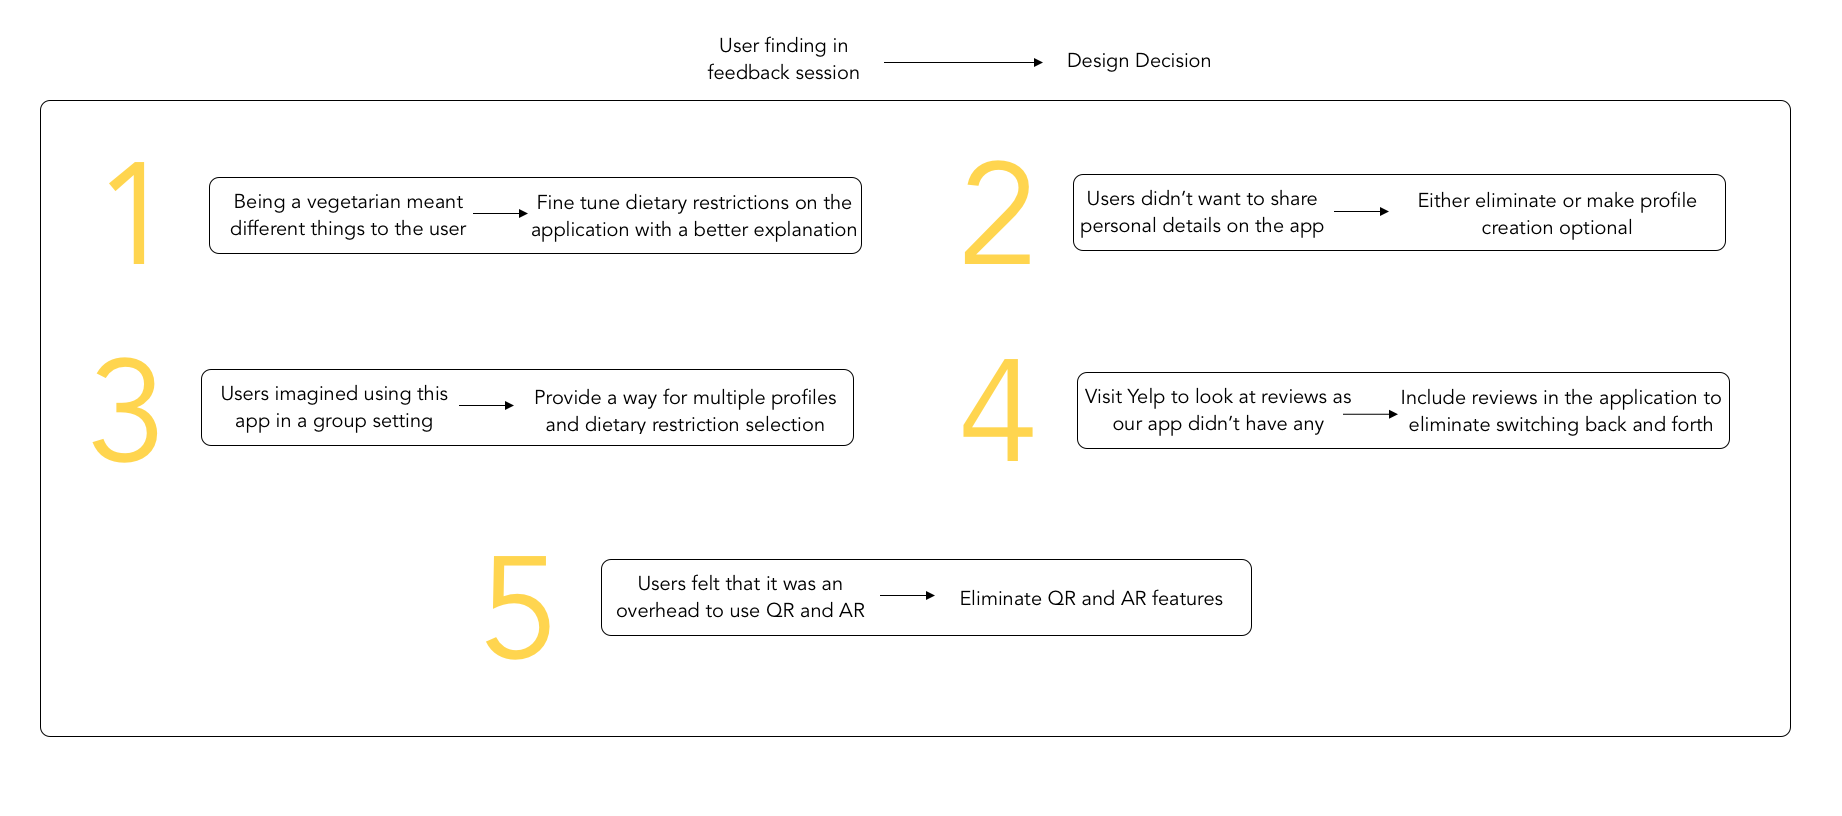 User finding in
feedback session
Design Decision
1
Being a vegetarian meant
different things to the user
Fine tune dietary restrictions on the
application with a better explanation
2
Users didn’t want to share
personal details on the app
Either eliminate or make profile
creation optional
3
Users imagined using this
app in a group setting
Provide a way for multiple profiles
and dietary restriction selection
4
Visit Yelp to look at reviews as
our app didn’t have any
Include reviews in the application to
eliminate switching back and forth
5
Users felt that it was an
overhead to use QR and AR
Eliminate QR and AR features